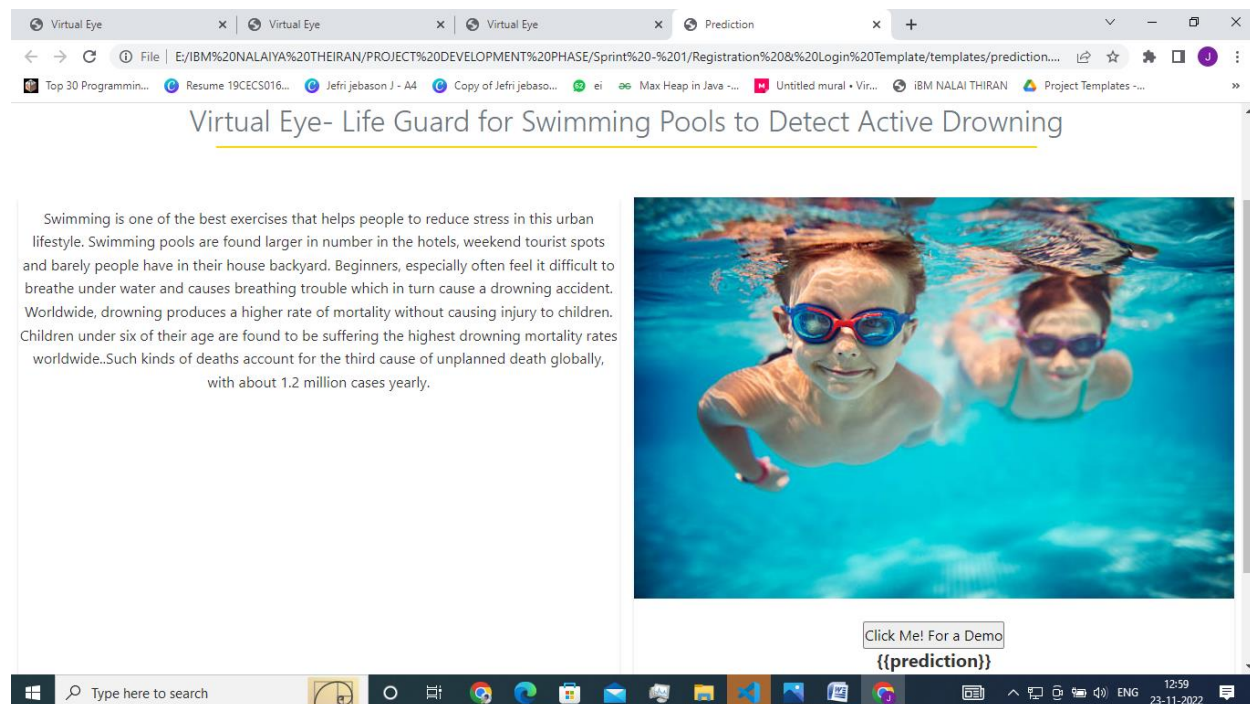 Virtual Eye
Virtual Eye
Virtual Eye
Prediction
File E:/IBM%20NALAIYA%20THEIRAN/PROJECT%20DEVELOPMENT%20PHASE/Sprint%20-%201/Registration%20&%20Login%20Template/templates/prediction....
J
Top 30 Programmin...
Resume 19CECS016...
Jefri jebason J - A4
Copy of Jefri jebaso...
ei
Max Heap in Java -...
Untitled mural • Vir...
iBM NALAI THIRAN
Project Templates -...
»
Virtual Eye- Life Guard for Swimming Pools to Detect Active Drowning
Swimming is one of the best exercises that helps people to reduce stress in this urban
lifestyle. Swimming pools are found larger in number in the hotels, weekend tourist spots
and barely people have in their house backyard. Beginners, especially often feel it difficult to
breathe under water and causes breathing trouble which in turn cause a drowning accident.
Worldwide, drowning produces a higher rate of mortality without causing injury to children.
Children under six of their age are found to be suffering the highest drowning mortality rates
worldwide..Such kinds of deaths account for the third cause of unplanned death globally,
with about 1.2 million cases yearly.
Click Me! For a Demo
{{prediction}}
Type here to search
ENG
12:59
23-11-2022